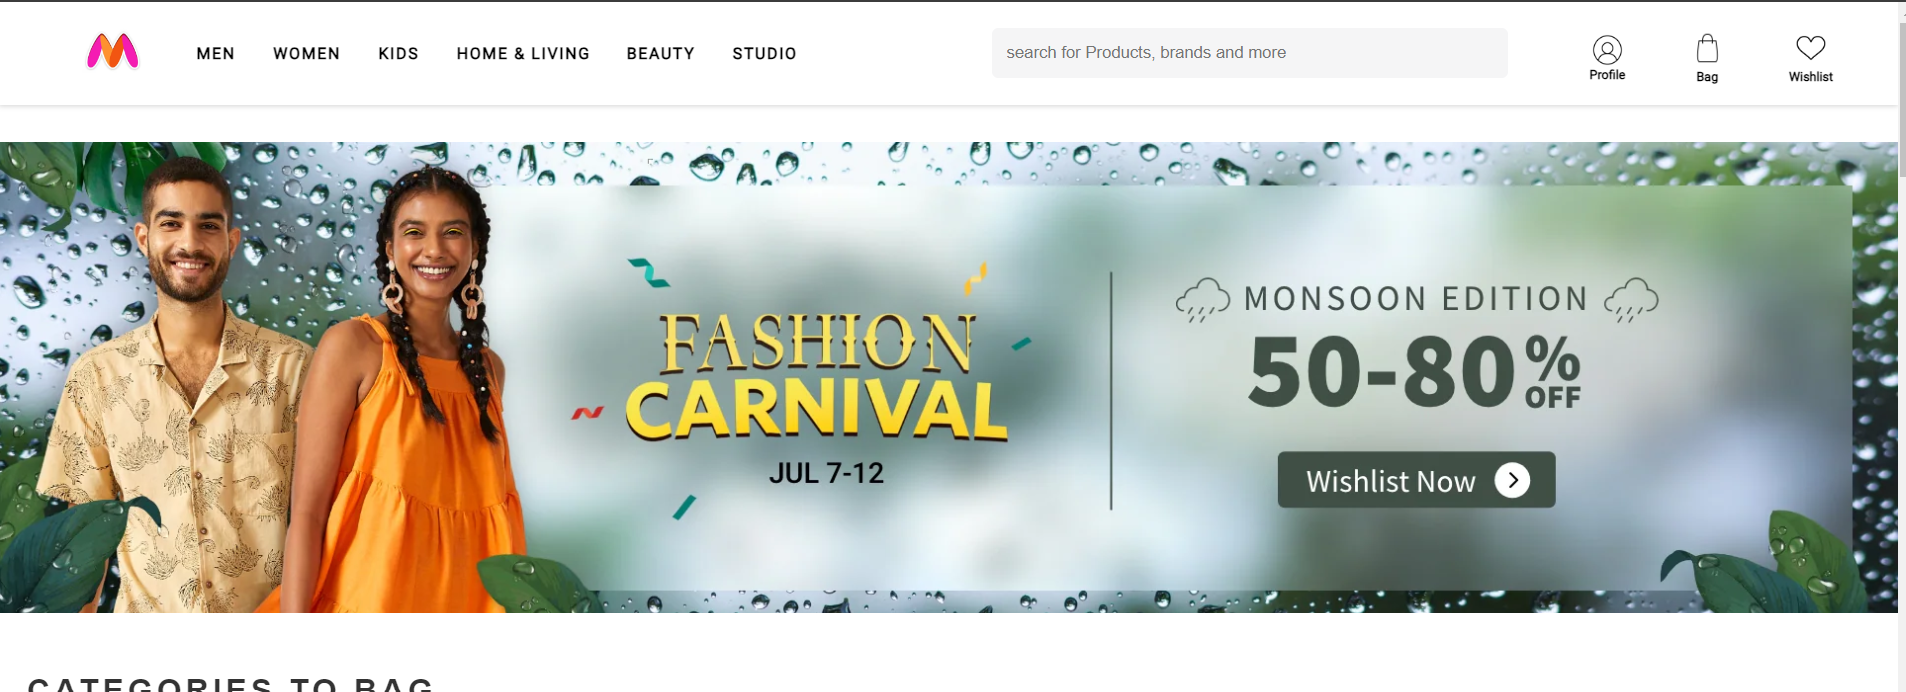 MEN WOMEN KIDS HOME & LIVING BEAUTY STUDIO
search for Products, brands and more
Profile Bag Wishlist
FASHION
CARNIVAL
JUL 7-12
MONSOON EDITION
50-80% OFF
Wishlist Now
CATEGORIES TO BAG